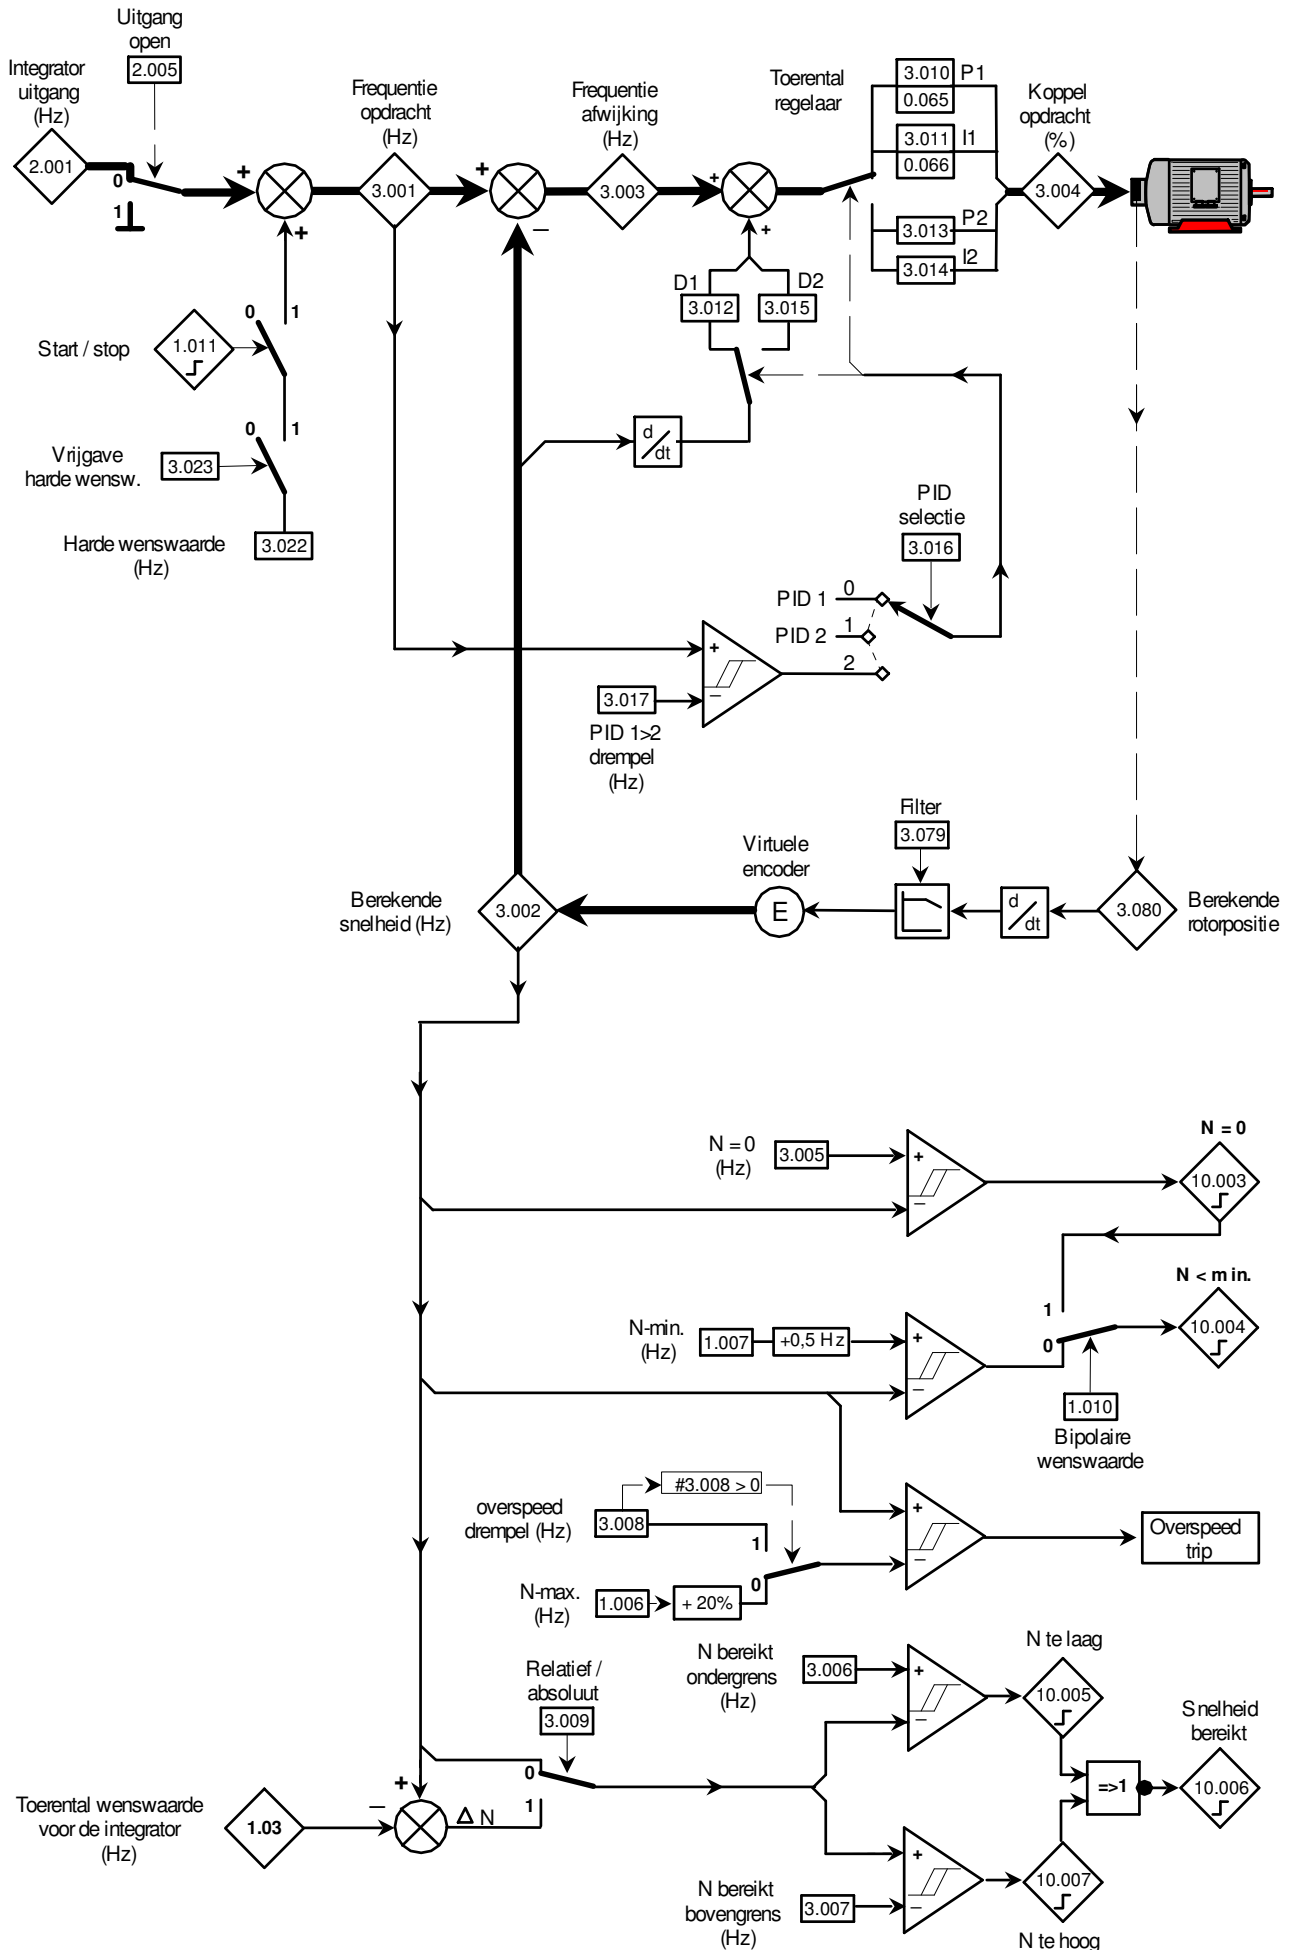 Uitgang
open
2.005
Integrator
uitgang
(Hz)
2.001
0
1
+
+
Frequentie
opdracht
(Hz)
3.001
+
–
Frequentie
afwijking
(Hz)
3.003
+
+
Toerental
regelaar
3.010 P1
0.065
3.011 I1
0.066
3.013 P2
3.014 I2
Koppel
opdracht
(%)
3.004
D1
3.012
D2
3.015
Start / stop
1.011
0
1
Vrijgave
harde wensw.
3.023
0
1
Harde wenswaarde
(Hz)
3.022
d
dt
PID
selectie
3.016
PID 1
0
PID 2
1
2
+
–
3.017
PID 1>2
drempel
(Hz)
Filter
3.079
Virtuele
encoder
E
Berekende
snelheid (Hz)
3.002
d
dt
3.080
Berekende
rotorpositie
N = 0
(Hz)
3.005
+
–
N = 0
10.003
N < min.
10.004
1
0
N-min.
(Hz)
1.007
+0,5 Hz
+
–
1.010
Bipolaire
wenswaarde
#3.008 > 0
overspeed
drempel (Hz)
3.008
1
0
N-max.
(Hz)
1.006
+ 20%
+
–
Overspeed
trip
N bereikt
ondergrens
(Hz)
3.006
+
–
N te laag
10.005
Relatief /
absoluut
3.009
0
1
Snelheid
bereikt
=>1
10.006
Toerental wenswaarde
voor de integrator
(Hz)
1.03
–
+
Δ N
N bereikt
bovengrens
(Hz)
3.007
+
–
10.007
N te hoog